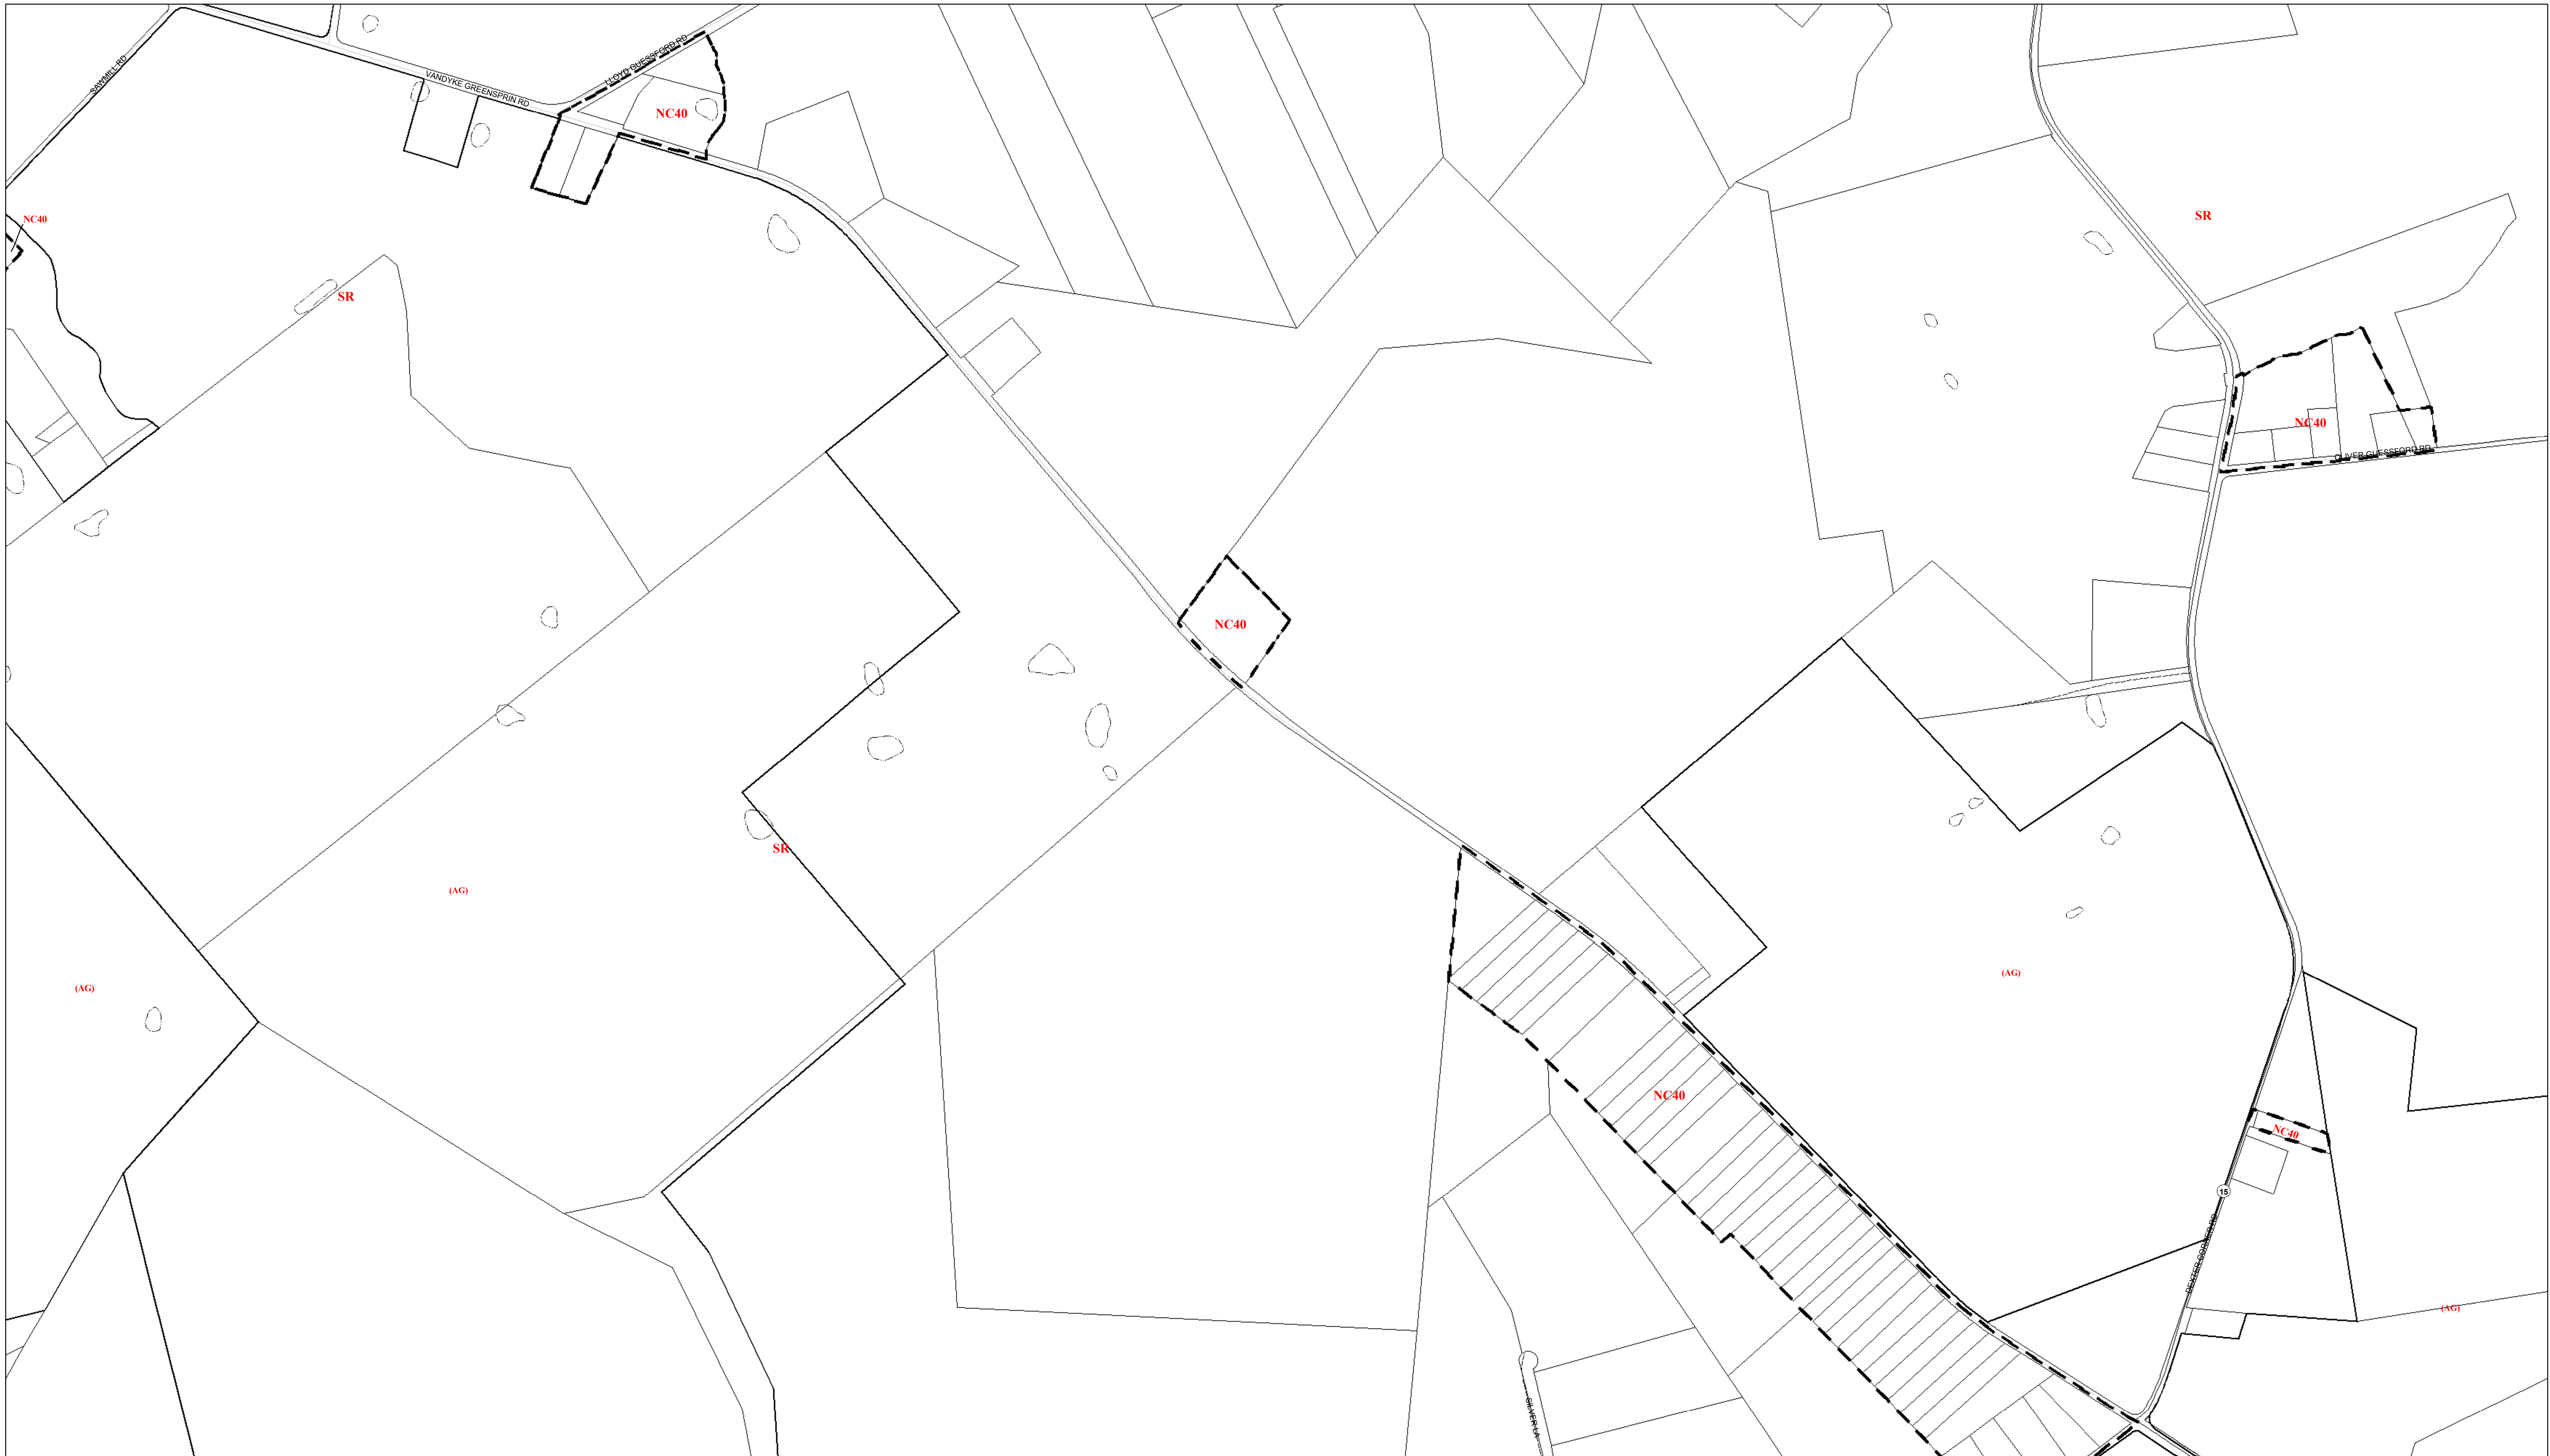 SAWMILL RD
VANDYKE GREENSPRIN RD
LLOYD GUESSFORD RD
NC40
NC40
SR
SR
NC40
OLIVER GUESSFORD RD
NC40
SR
(AG)
(AG)
(AG)
NC40
NC40
15
DEXTER CORNER RD
(AG)
SILVER LA